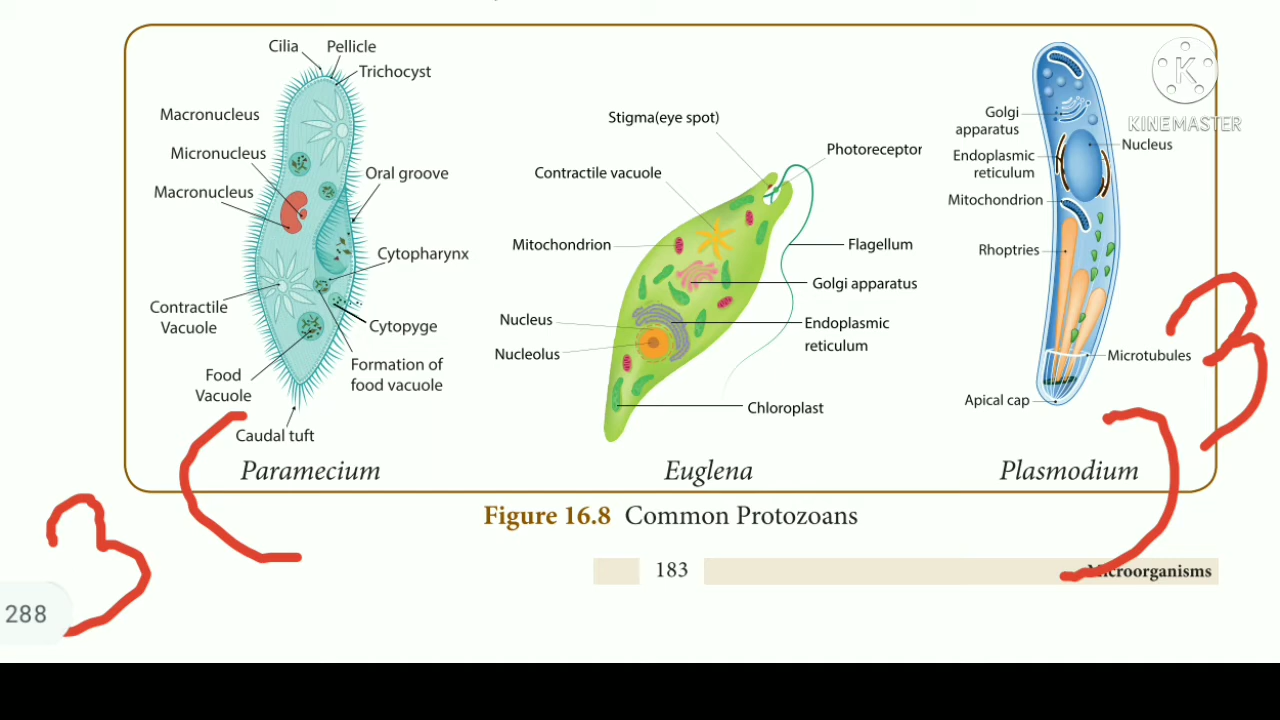 Cilia
Pellicle
Trichocyst
Macronucleus
Micronucleus
Macronucleus
Oral groove
Cytopharynx
Contractile
Vacuole
Cytopyge
Formation of
food vacuole
Food
Vacuole
Caudal tuft
Paramecium
Stigma(eye spot)
Photoreceptor
Contractile vacuole
Mitochondrion
Flagellum
Golgi apparatus
Nucleus
Endoplasmic
reticulum
Nucleolus
Chloroplast
Euglena
K
KINEMASTER
Golgi
apparatus
Nucleus
Endoplasmic
reticulum
Mitochondrion
Rhoptries
Microtubules
Apical cap
Plasmodium
3
3
Figure 16.8 Common Protozoans
183
Microorganisms
288